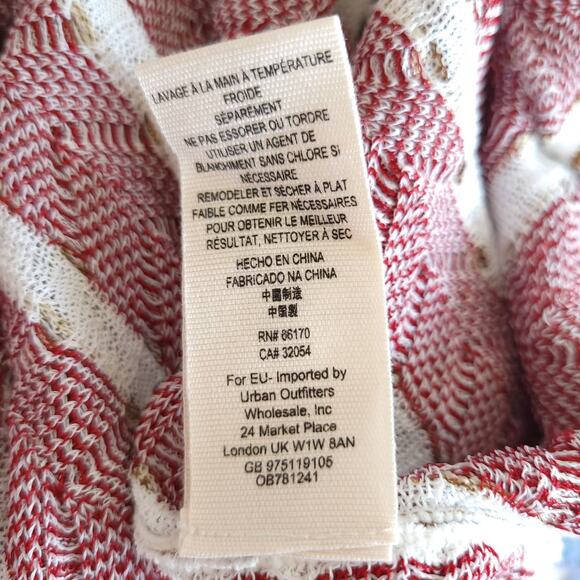 LAVAGE À LA MAIN À TEMPÉRATURE
FROIDE
SÉPARÉMENT
NE PAS ESSORER OU TORDRE
UTILISER UN AGENT DE
BLANCHIMENT SANS CHLORE SI
NÉCESSAIRE
REMODELER ET SÉCHER À PLAT
FAIBLE COMME FER NÉCESSAIRES
POUR OBTENIR LE MEILLEUR
RÉSULTAT, NETTOYER À SEC
HECHO EN CHINA
FABRICADO NA CHINA
中國制造
中国製
RN# 66170
CA# 32054
For EU- Imported by
Urban Outfitters
Wholesale, Inc
24 Market Place
London UK W1W 8AN
GB 975119105
OB781241